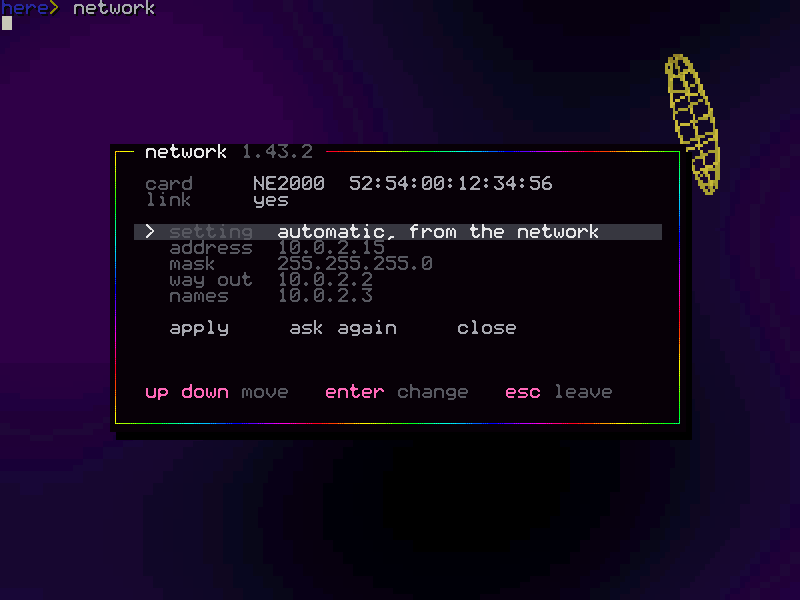 here> network
network 1.43.2
card NE2000 52:54:00:12:34:56
link yes
> setting automatic, from the network
address 10.0.2.15
mask 255.255.255.0
way out 10.0.2.2
names 10.0.2.3
apply ask again close
up down move enter change esc leave